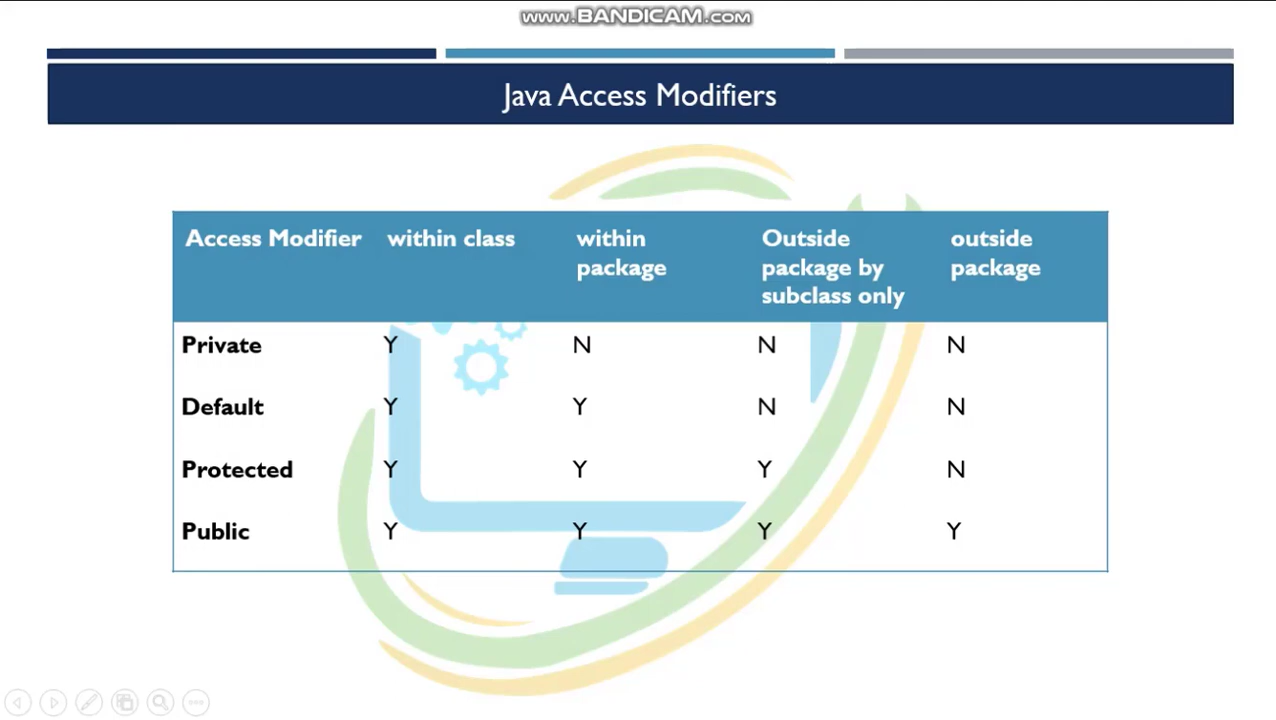 www.BANDICAM.com
Java Access Modifiers
Access Modifier within class within package Outside package by subclass only outside package
Private Y N N N
Default Y Y N N
Protected Y Y Y N
Public Y Y Y Y